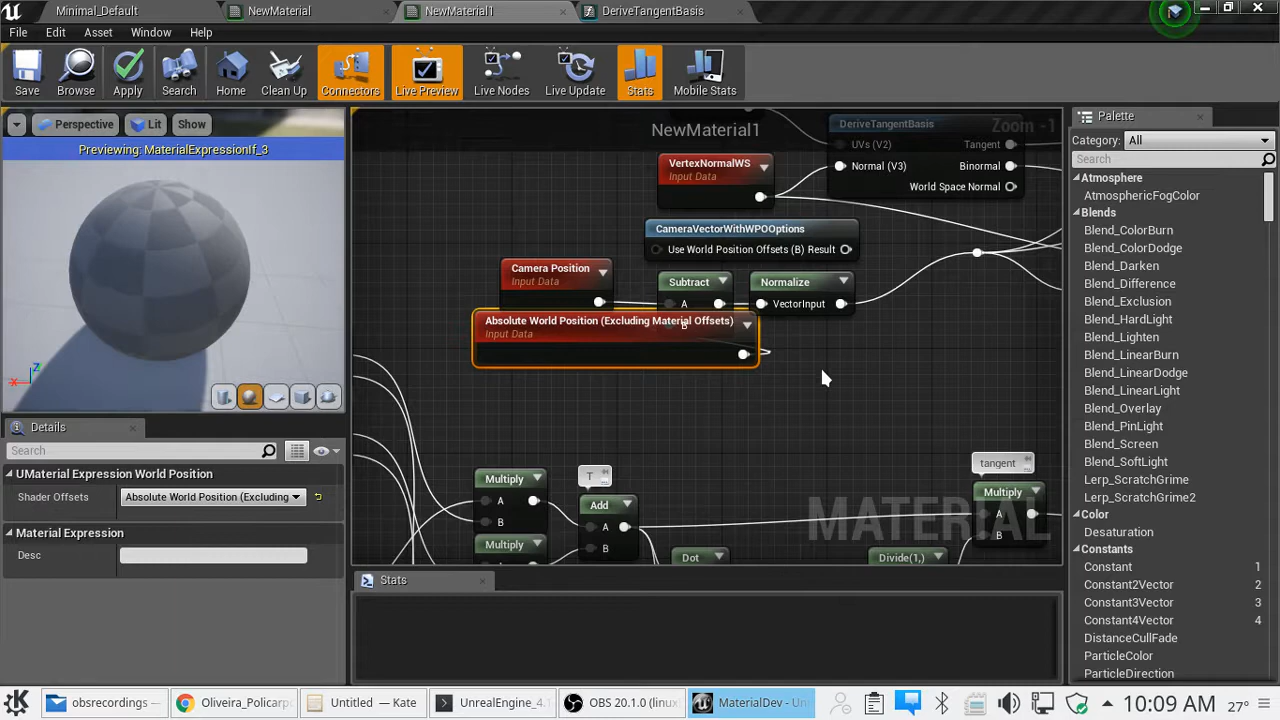 Minimal_Default
NewMaterial
NewMaterial1
DeriveTangentBasis
File Edit Asset Window Help
Save Browse Apply Search Home Clean Up Connectors Live Preview Live Nodes Live Update Stats Mobile Stats
Perspective Lit Show
Previewing: MaterialExpressionIf_3
Details
Search
UMaterial Expression World Position
Shader Offsets Absolute World Position (Excluding
Material Expression
Desc
NewMaterial1
Zoom -1
DeriveTangentBasis
UVs (V2) Tangent
Normal (V3) Binormal
World Space Normal
VertexNormalWS
Input Data
CameraVectorWithWPOOptions
Use World Position Offsets (B) Result
Camera Position
Input Data
Subtract
A
B
Normalize
VectorInput
Absolute World Position (Excluding Material Offsets)
Input Data
Multiply
A
B
Multiply
T
Add
A
B
Dot
Divide(1,)
tangent
Multiply
A
B
MATERIAL
Stats
Palette
Category: All
Search
Atmosphere
AtmosphericFogColor
Blends
Blend_ColorBurn
Blend_ColorDodge
Blend_Darken
Blend_Difference
Blend_Exclusion
Blend_HardLight
Blend_Lighten
Blend_LinearBurn
Blend_LinearDodge
Blend_LinearLight
Blend_Overlay
Blend_PinLight
Blend_Screen
Blend_SoftLight
Lerp_ScratchGrime
Lerp_ScratchGrime2
Color
Desaturation
Constants
Constant 1
Constant2Vector 2
Constant3Vector 3
Constant4Vector 4
DistanceCullFade
ParticleColor
ParticleDirection
X
Z
obsrecordings —
Oliveira_Policarp
Untitled — Kate
UnrealEngine_4.1
OBS 20.1.0 (linux
MaterialDev - Un
10:09 AM
27°